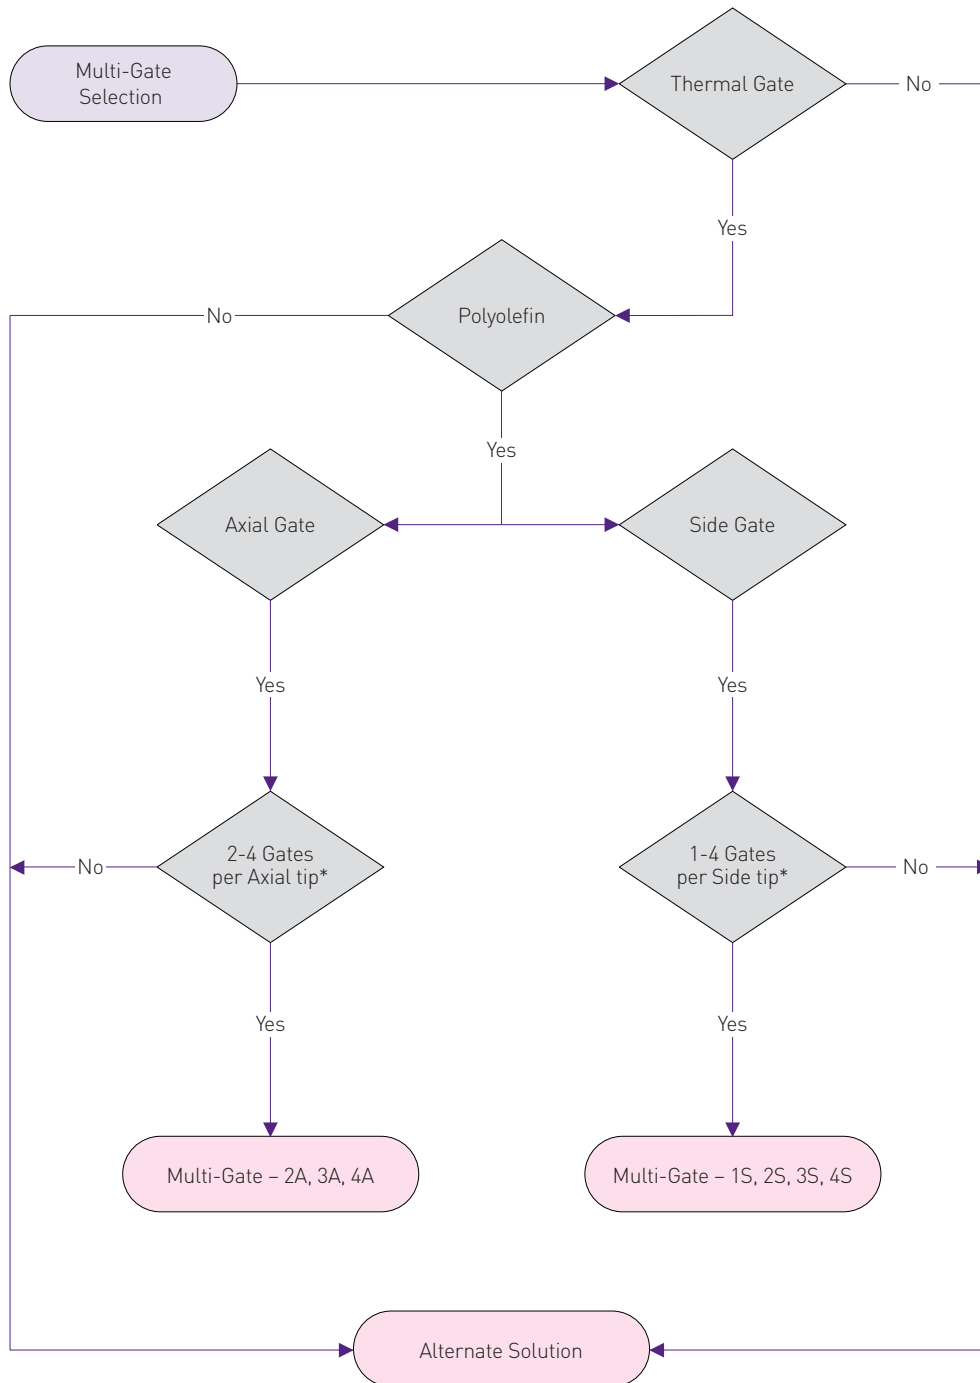 Multi-Gate
Selection
Thermal Gate
No
Yes
No
Polyolefin
Yes
Axial Gate
Side Gate
Yes
Yes
No
2-4 Gates
per Axial tip*
1-4 Gates
per Side tip*
No
Yes
Yes
Multi-Gate – 2A, 3A, 4A
Multi-Gate – 1S, 2S, 3S, 4S
Alternate Solution